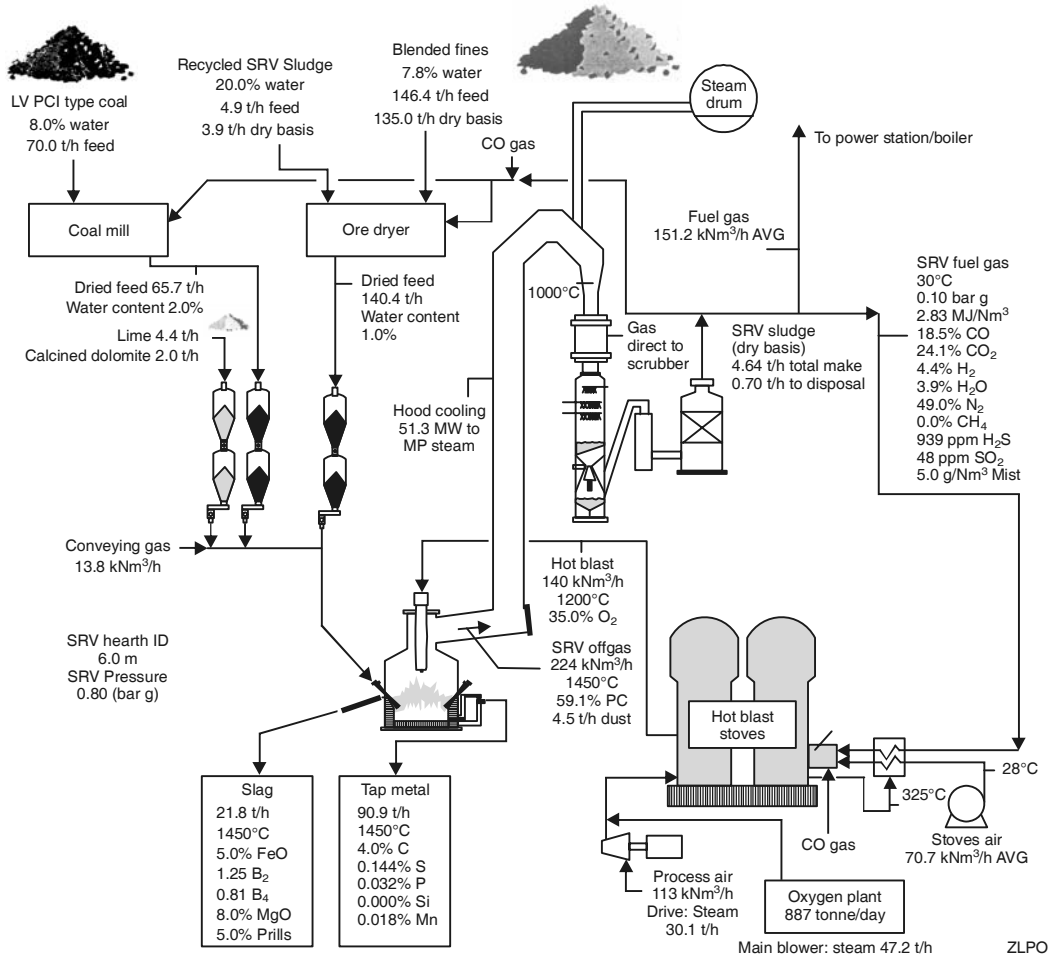 LV PCI type coal
8.0% water
70.0 t/h feed
Recycled SRV Sludge
20.0% water
4.9 t/h feed
3.9 t/h dry basis
Blended fines
7.8% water
146.4 t/h feed
135.0 t/h dry basis
CO gas
Steam
drum
To power station/boiler
Coal mill
Ore dryer
Fuel gas
151.2 kNm³/h AVG
Dried feed 65.7 t/h
Water content 2.0%
Lime 4.4 t/h
Calcined dolomite 2.0 t/h
Dried feed
140.4 t/h
Water content
1.0%
1000°C
Gas
direct to
scrubber
SRV sludge
(dry basis)
4.64 t/h total make
0.70 t/h to disposal
SRV fuel gas
30°C
0.10 bar g
2.83 MJ/Nm³
18.5% CO
24.1% CO₂
4.4% H₂
3.9% H₂O
49.0% N₂
0.0% CH₄
939 ppm H₂S
48 ppm SO₂
5.0 g/Nm³ Mist
Hood cooling
51.3 MW to
MP steam
Conveying gas
13.8 kNm³/h
Hot blast
140 kNm³/h
1200°C
35.0% O₂
SRV hearth ID
6.0 m
SRV Pressure
0.80 (bar g)
SRV offgas
224 kNm³/h
1450°C
59.1% PC
4.5 t/h dust
Hot blast
stoves
28°C
325°C
CO gas
Stoves air
70.7 kNm³/h AVG
Slag
21.8 t/h
1450°C
5.0% FeO
1.25 B₂
0.81 B₄
8.0% MgO
5.0% Prills
Tap metal
90.9 t/h
1450°C
4.0% C
0.144% S
0.032% P
0.000% Si
0.018% Mn
Process air
113 kNm³/h
Drive: Steam
30.1 t/h
Oxygen plant
887 tonne/day
Main blower: steam 47.2 t/h
ZLPO